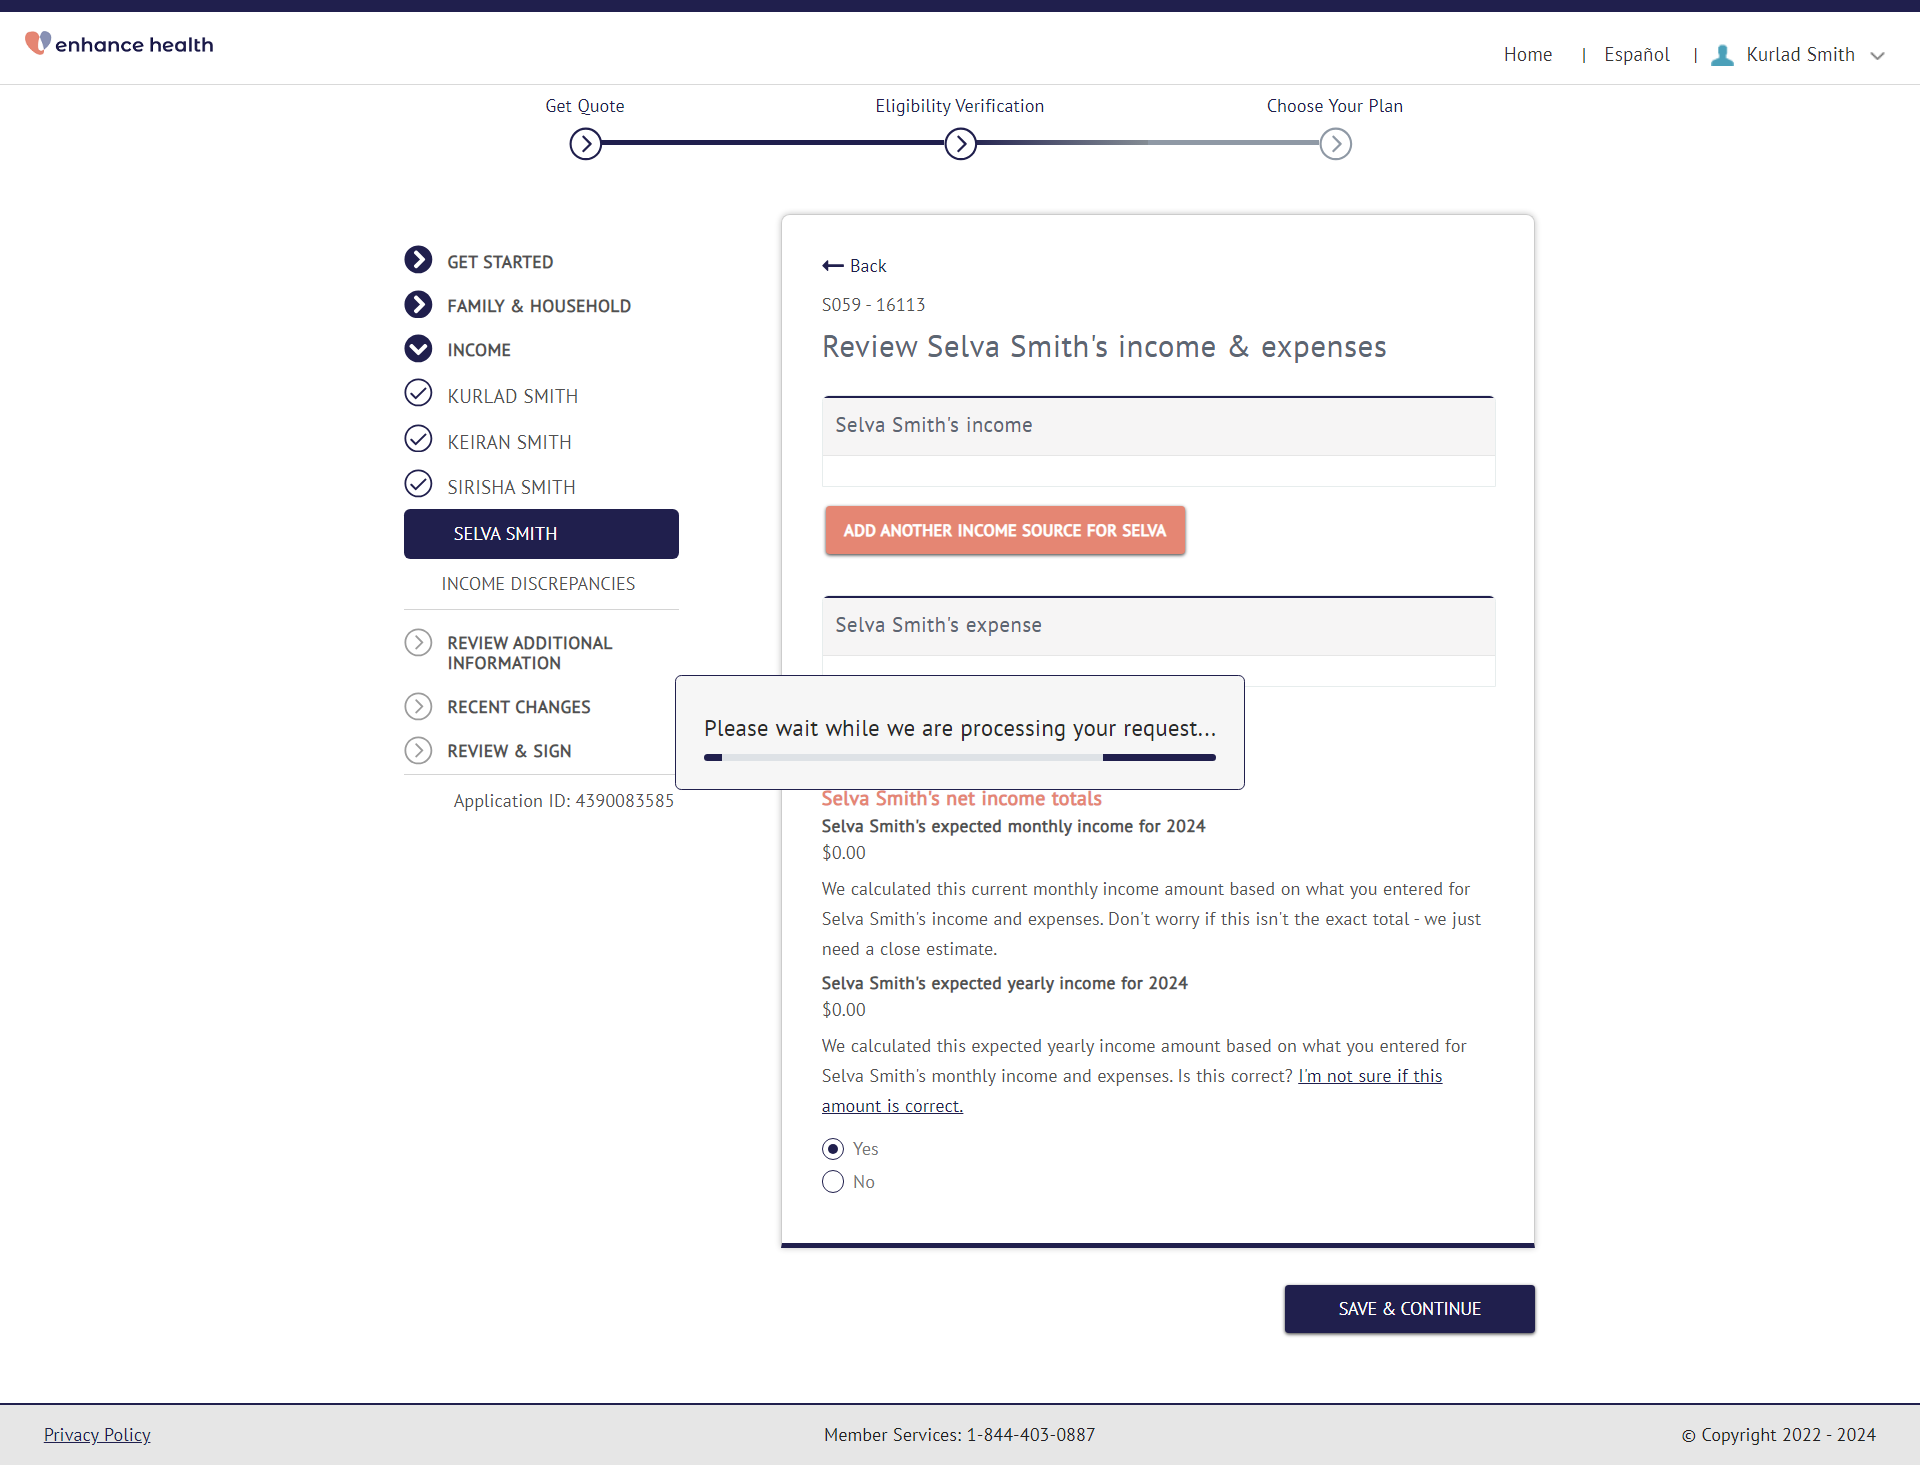 enhance health
Home | Español | Kurlad Smith
Get Quote
Eligibility Verification
Choose Your Plan
GET STARTED
FAMILY & HOUSEHOLD
INCOME
KURLAD SMITH
KEIRAN SMITH
SIRISHA SMITH
SELVA SMITH
INCOME DISCREPANCIES
REVIEW ADDITIONAL
INFORMATION
RECENT CHANGES
REVIEW & SIGN
Application ID: 4390083585
Back
S059 - 16113
Review Selva Smith's income & expenses
Selva Smith's income
ADD ANOTHER INCOME SOURCE FOR SELVA
Selva Smith's expense
Please wait while we are processing your request...
Selva Smith's net income totals
Selva Smith's expected monthly income for 2024
$0.00
We calculated this current monthly income amount based on what you entered for
Selva Smith's income and expenses. Don't worry if this isn't the exact total - we just
need a close estimate.
Selva Smith's expected yearly income for 2024
$0.00
We calculated this expected yearly income amount based on what you entered for
Selva Smith's monthly income and expenses. Is this correct? I'm not sure if this
amount is correct.
Yes
No
SAVE & CONTINUE
Privacy Policy
Member Services: 1-844-403-0887
© Copyright 2022 - 2024